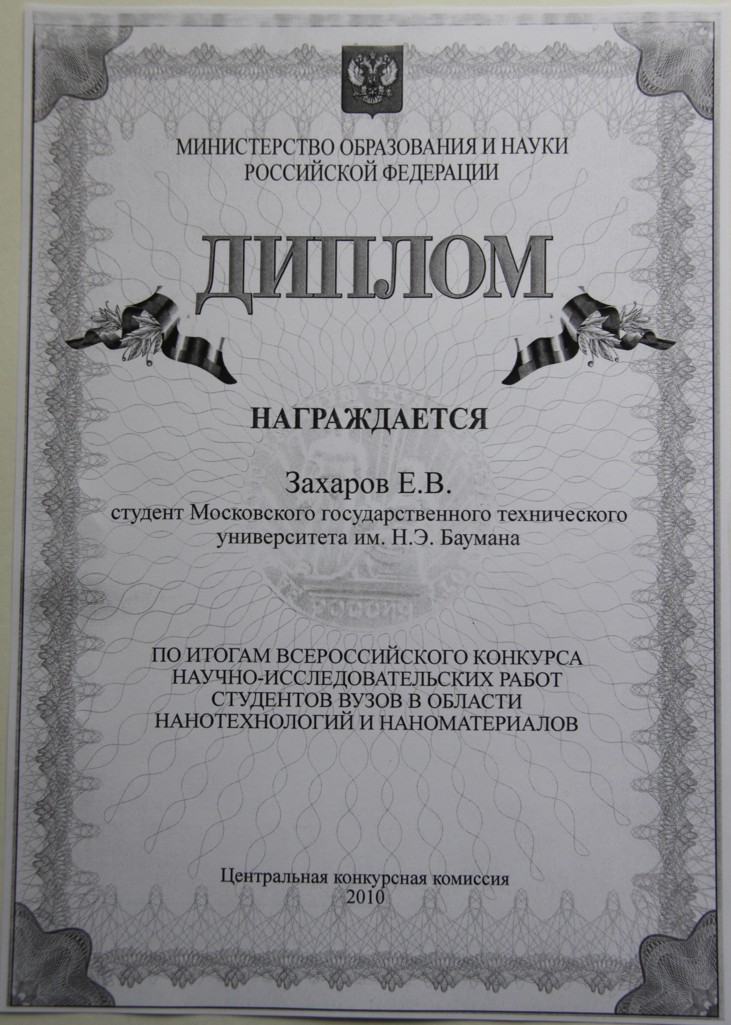 МИНИСТЕРСТВО ОБРАЗОВАНИЯ И НАУКИ
РОССИЙСКОЙ ФЕДЕРАЦИИ
ДИПЛОМ
НАГРАЖДАЕТСЯ
Захаров Е.В.
студент Московского государственного технического
университета им. Н.Э. Баумана
РОССИЯ
ПО ИТОГАМ ВСЕРОССИЙСКОГО КОНКУРСА
НАУЧНО-ИССЛЕДОВАТЕЛЬСКИХ РАБОТ
СТУДЕНТОВ ВУЗОВ В ОБЛАСТИ
НАНОТЕХНОЛОГИЙ И НАНОМАТЕРИАЛОВ
Центральная конкурсная комиссия
2010